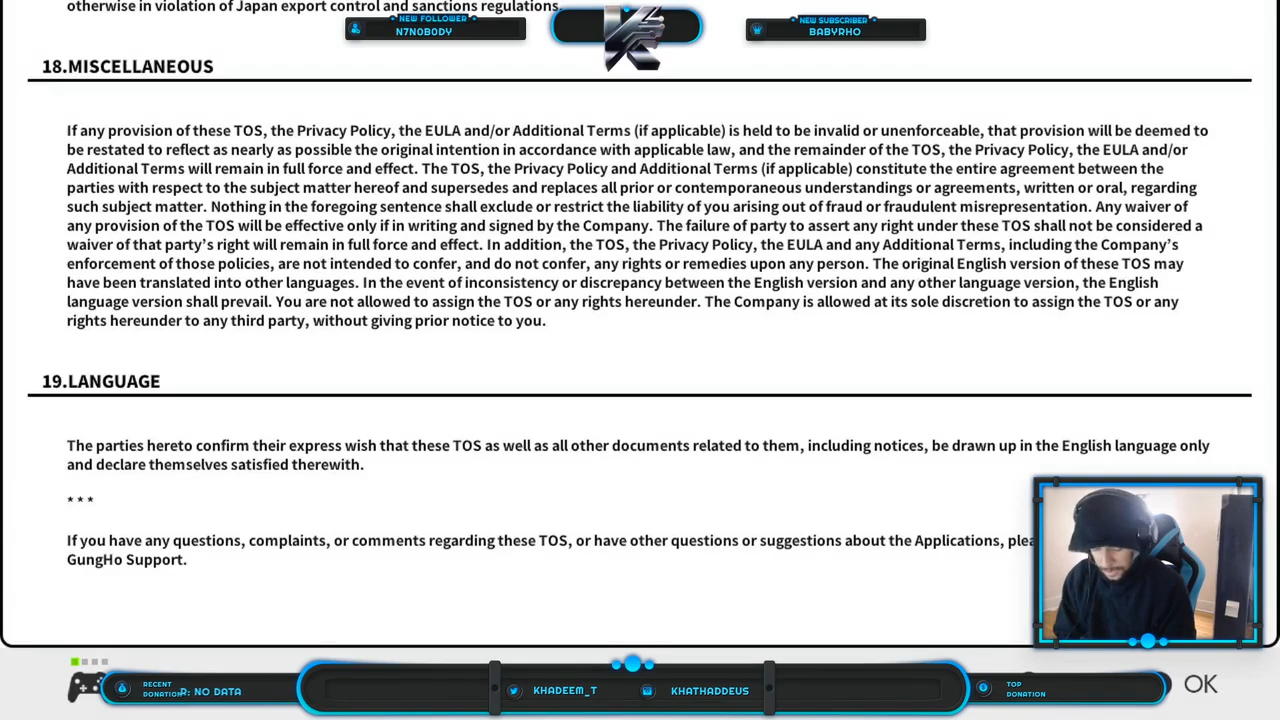 otherwise in violation of Japan export control and sanctions regulations.
NEW FOLLOWER
N7N0B0DY
NEW SUBSCRIBER
BABYRHO
18.MISCELLANEOUS
If any provision of these TOS, the Privacy Policy, the EULA and/or Additional Terms (if applicable) is held to be invalid or unenforceable, that provision will be deemed to
be restated to reflect as nearly as possible the original intention in accordance with applicable law, and the remainder of the TOS, the Privacy Policy, the EULA and/or
Additional Terms will remain in full force and effect. The TOS, the Privacy Policy and Additional Terms (if applicable) constitute the entire agreement between the
parties with respect to the subject matter hereof and supersedes and replaces all prior or contemporaneous understandings or agreements, written or oral, regarding
such subject matter. Nothing in the foregoing sentence shall exclude or restrict the liability of you arising out of fraud or fraudulent misrepresentation. Any waiver of
any provision of the TOS will be effective only if in writing and signed by the Company. The failure of party to assert any right under these TOS shall not be considered a
waiver of that party's right will remain in full force and effect. In addition, the TOS, the Privacy Policy, the EULA and any Additional Terms, including the Company's
enforcement of those policies, are not intended to confer, and do not confer, any rights or remedies upon any person. The original English version of these TOS may
have been translated into other languages. In the event of inconsistency or discrepancy between the English version and any other language version, the English
language version shall prevail. You are not allowed to assign the TOS or any rights hereunder. The Company is allowed at its sole discretion to assign the TOS or any
rights hereunder to any third party, without giving prior notice to you.
19.LANGUAGE
The parties hereto confirm their express wish that these TOS as well as all other documents related to them, including notices, be drawn up in the English language only
and declare themselves satisfied therewith.
* * *
If you have any questions, complaints, or comments regarding these TOS, or have other questions or suggestions about the Applications,
GungHo Support.
RECENT
DONATION
: NO DATA
KHADEEM_T
KHATHADDEUS
TOP
DONATION
OK